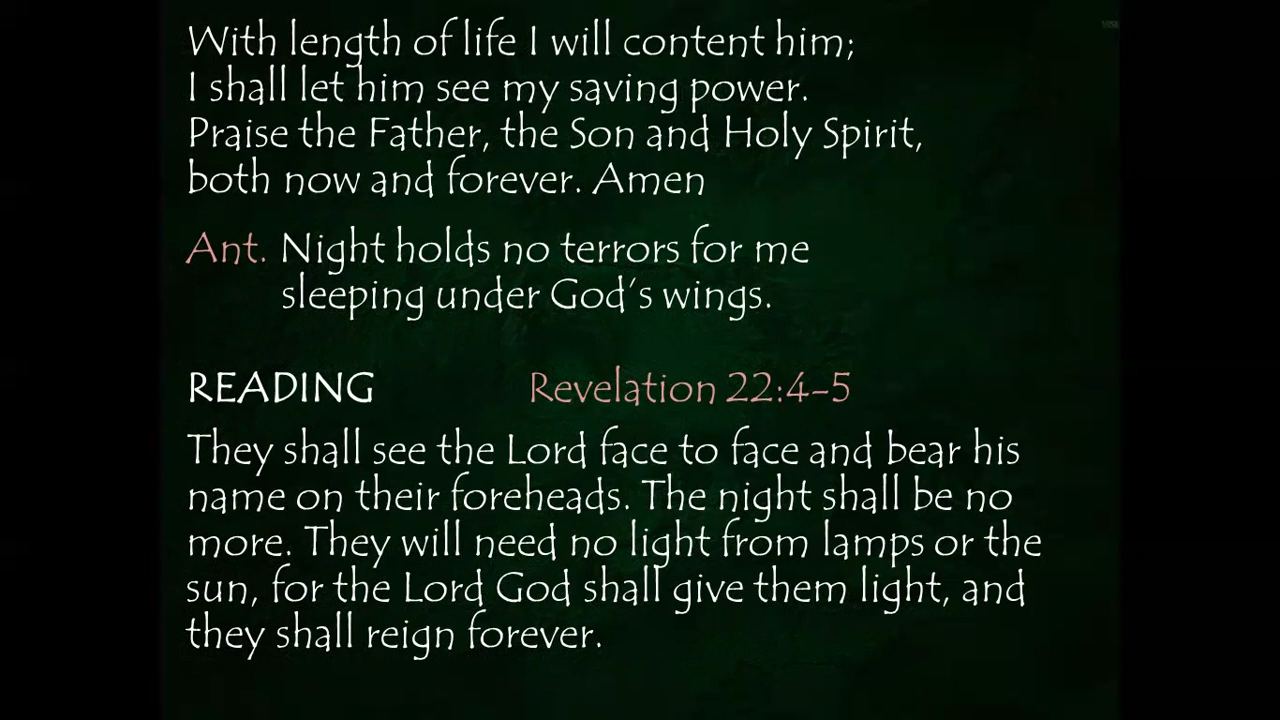 With length of life I will content him;
I shall let him see my saving power.
Praise the Father, the Son and Holy Spirit,
both now and forever. Amen
Ant. Night holds no terrors for me
sleeping under God's wings.
READING Revelation 22:4-5
They shall see the Lord face to face and bear his
name on their foreheads. The night shall be no
more. They will need no light from lamps or the
sun, for the Lord God shall give them light, and
they shall reign forever.